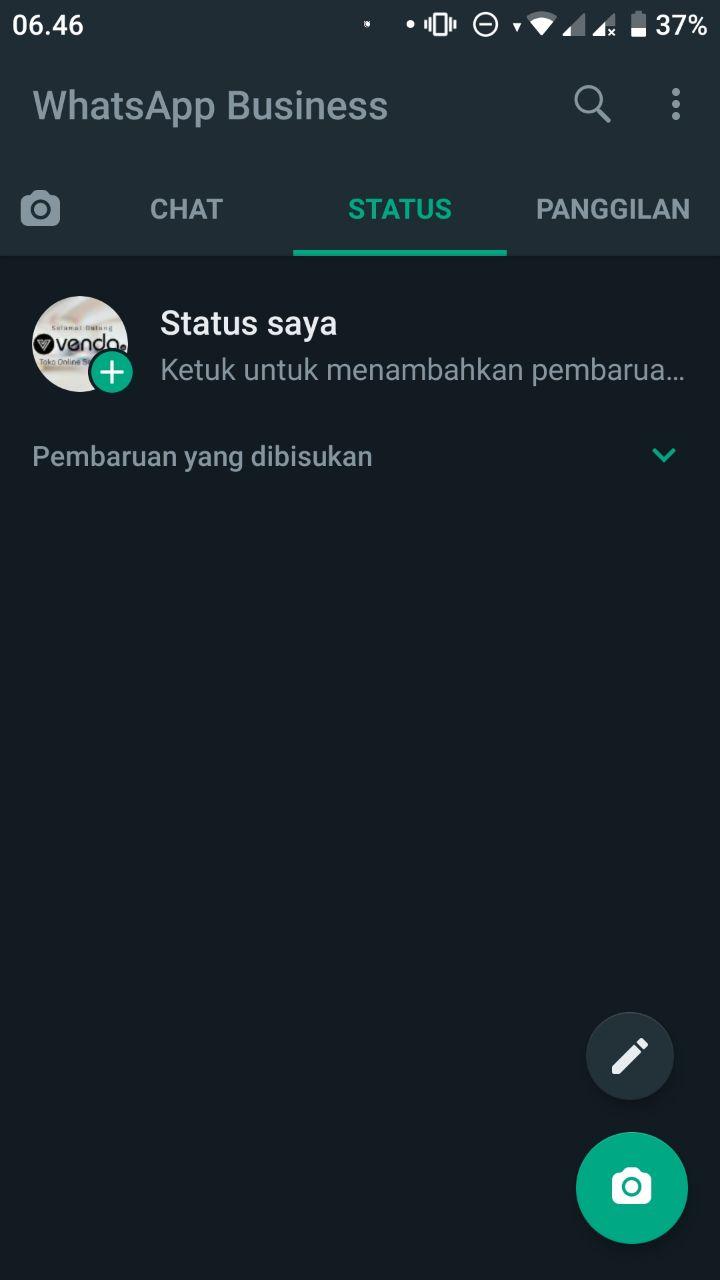 06.46
37%
WhatsApp Business
CHAT
STATUS
PANGGILAN
Selamat Datang
venda
Toko Online
Status saya
Ketuk untuk menambahkan pembarua...
Pembaruan yang dibisukan